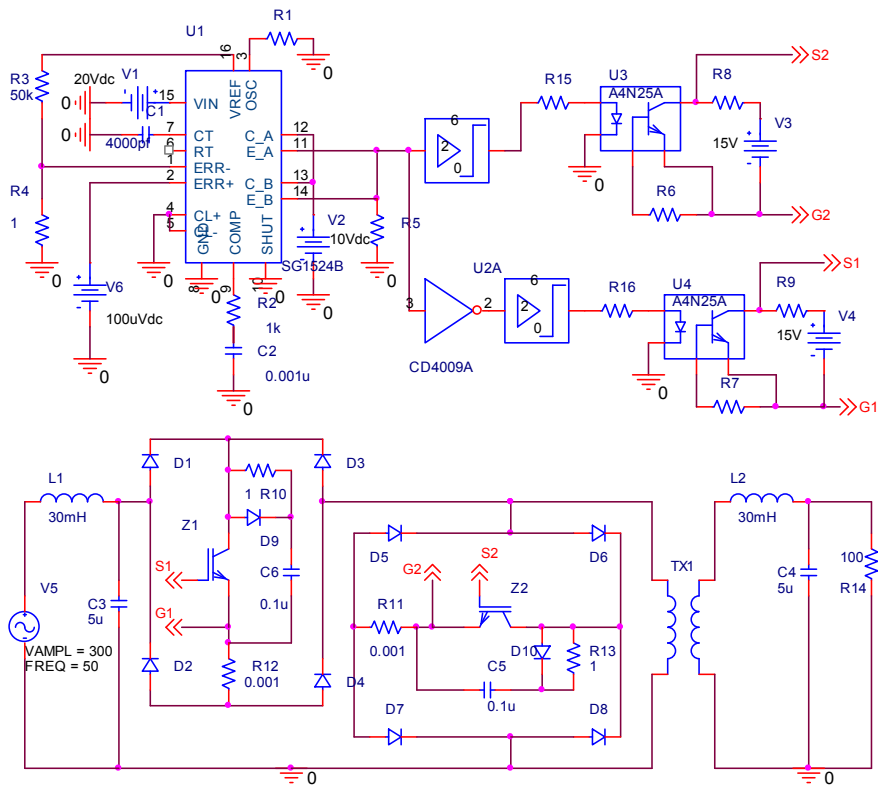 U1
R1
R3
50k
20Vdc
V1
0
0
C1
4000pf
16
3
0
15
7
6
1
2
4
5
VIN
CT
RT
ERR-
ERR+
CL+
CL-
VREF
OSC
C_A
E_A
C_B
E_B
GND
COMP
SHUT
12
11
13
14
8
9
10
SG1524B
R4
1
0
0
0
0
V6
100uVdc
0
R2
1k
C2
0.001u
0
V2
10Vdc
0
R5
0
6
2
0
R15
U3
A4N25A
0
R6
R8
15V
V3
S2
G2
3
U2A
2
CD4009A
6
2
0
R16
U4
A4N25A
0
R7
R9
15V
V4
S1
G1
L1
30mH
D1
D3
1
R10
Z1
D9
S1
C6
0.1u
G1
C3
5u
V5
VAMPL = 300
FREQ = 50
D2
R12
0.001
D4
0
D5
D6
G2
S2
Z2
R11
0.001
D10
R13
1
C5
0.1u
D7
D8
TX1
L2
30mH
C4
5u
100
R14
0